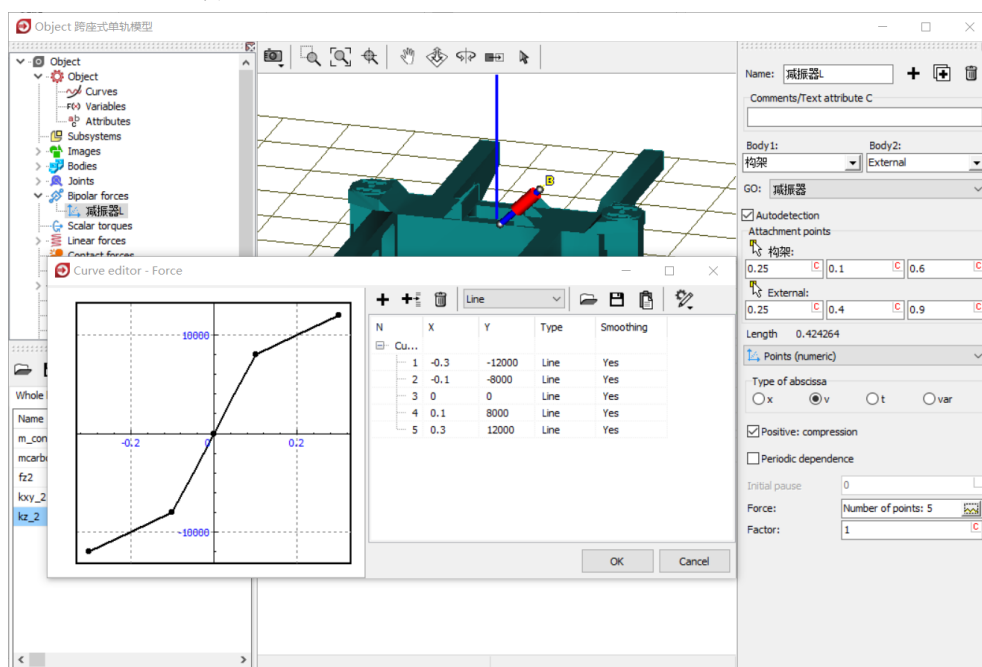 Object 跨座式单轨模型
Object
Object
Curves
F(x) Variables
a b Attributes
Subsystems
Images
Bodies
Joints
Bipolar forces
减振器L
Scalar torques
Linear forces
Contact forces
Whole
Name
m_con
mcarb
fz2
kxy_2
kz_2
B
Curve editor - Force
Line
N X Y Type Smoothing
Cu...
1 -0.3 -12000 Line Yes
2 -0.1 -8000 Line Yes
3 0 0 Line Yes
4 0.1 8000 Line Yes
5 0.3 12000 Line Yes
10000
-0.2 0 0.2
-10000
OK Cancel
Name: 减振器L
Comments/Text attribute C
Body1: Body2:
构架 External
GO: 减振器
Autodetection
Attachment points
构架:
0.25 C 0.1 C 0.6 C
External:
0.25 C 0.4 C 0.9 C
Length 0.424264
Points (numeric)
Type of abscissa
x v t var
Positive: compression
Periodic dependence
Initial pause 0
Force: Number of points: 5
Factor: 1 C